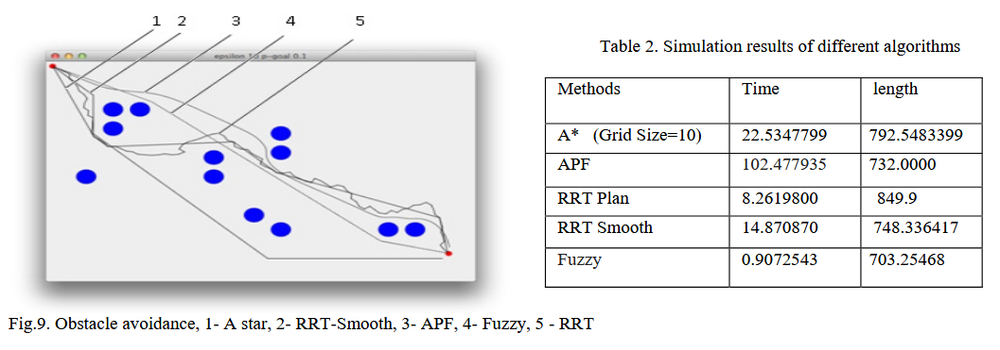 1 2 3 4 5
epsilon 10 p-goal 0.1
Table 2. Simulation results of different algorithms
Methods Time length
A* (Grid Size=10) 22.5347799 792.5483399
APF 102.477935 732.0000
RRT Plan 8.2619800 849.9
RRT Smooth 14.870870 748.336417
Fuzzy 0.9072543 703.25468
Fig.9. Obstacle avoidance, 1- A star, 2- RRT-Smooth, 3- APF, 4- Fuzzy, 5 - RRT